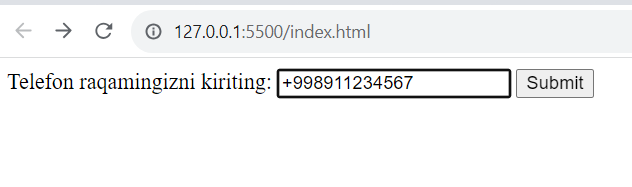 127.0.0.1:5500/index.html
Telefon raqamingizni kiriting: +998911234567 Submit